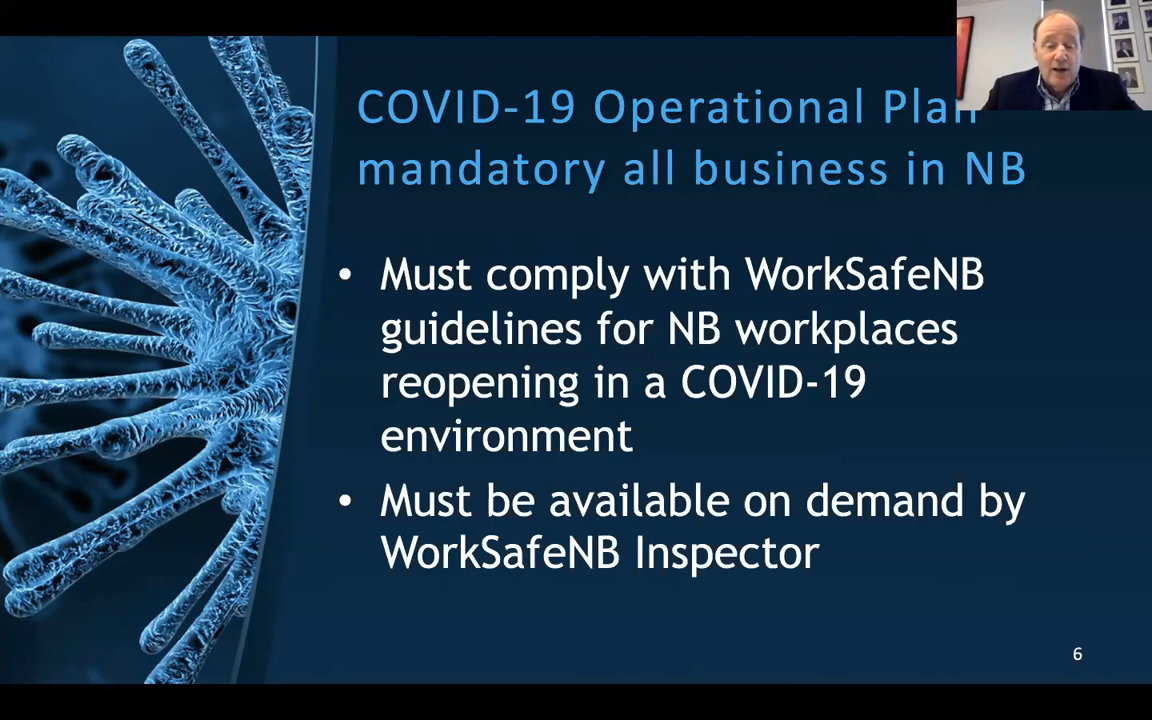 COVID-19 Operational Plan
mandatory all business in NB
• Must comply with WorkSafeNB
guidelines for NB workplaces
reopening in a COVID-19
environment
• Must be available on demand by
WorkSafeNB Inspector
6